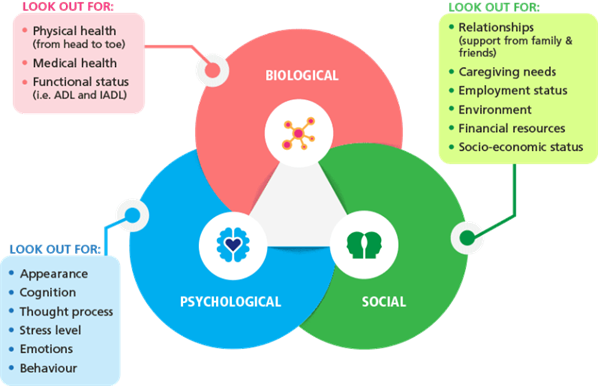 LOOK OUT FOR:
• Physical health
(from head to toe)
• Medical health
• Functional status
(i.e. ADL and IADL)
LOOK OUT FOR:
• Relationships
(support from family &
friends)
• Caregiving needs
• Employment status
• Environment
• Financial resources
• Socio-economic status
BIOLOGICAL
LOOK OUT FOR:
• Appearance
• Cognition
• Thought process
• Stress level
• Emotions
• Behaviour
PSYCHOLOGICAL
SOCIAL